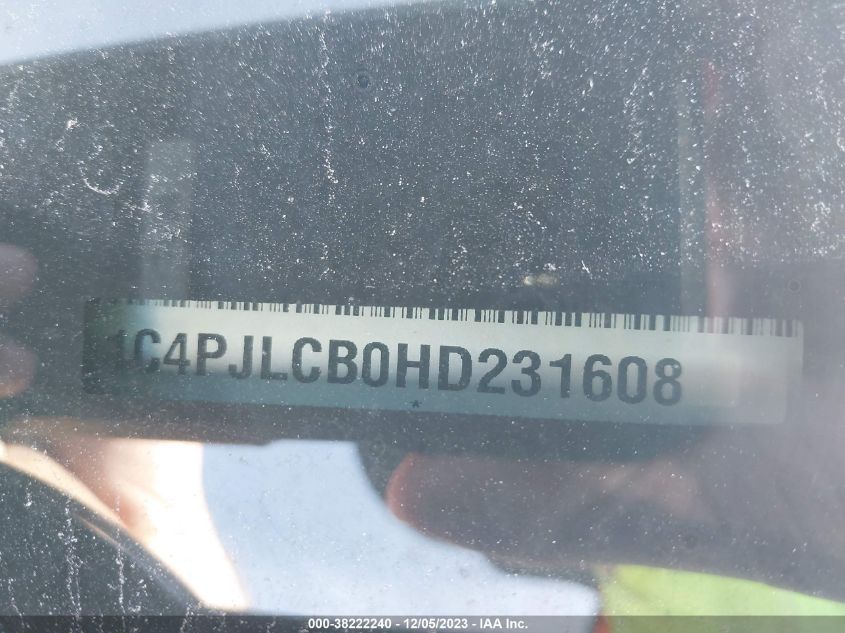 1C4PJLCB0HD231608
*
000-38222240 - 12/05/2023 - IAA Inc.